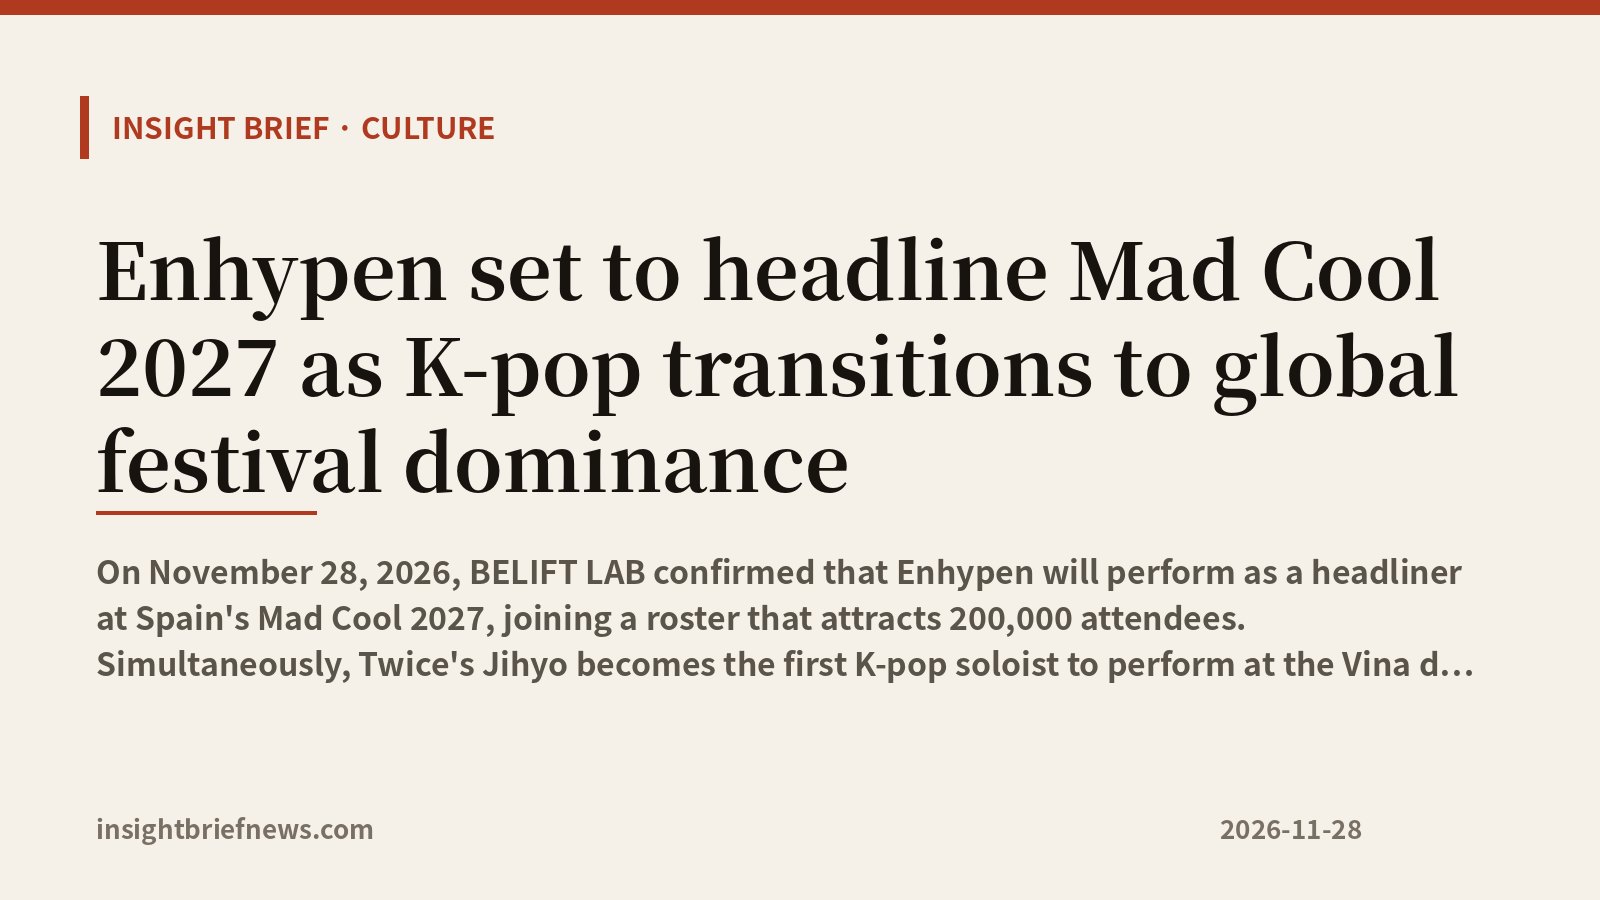 INSIGHT BRIEF · CULTURE
Enhypen set to headline Mad Cool
2027 as K-pop transitions to global
festival dominance
On November 28, 2026, BELIFT LAB confirmed that Enhypen will perform as a headliner
at Spain's Mad Cool 2027, joining a roster that attracts 200,000 attendees.
Simultaneously, Twice's Jihyo becomes the first K-pop soloist to perform at the Vina d…
insightbriefnews.com
2026-11-28